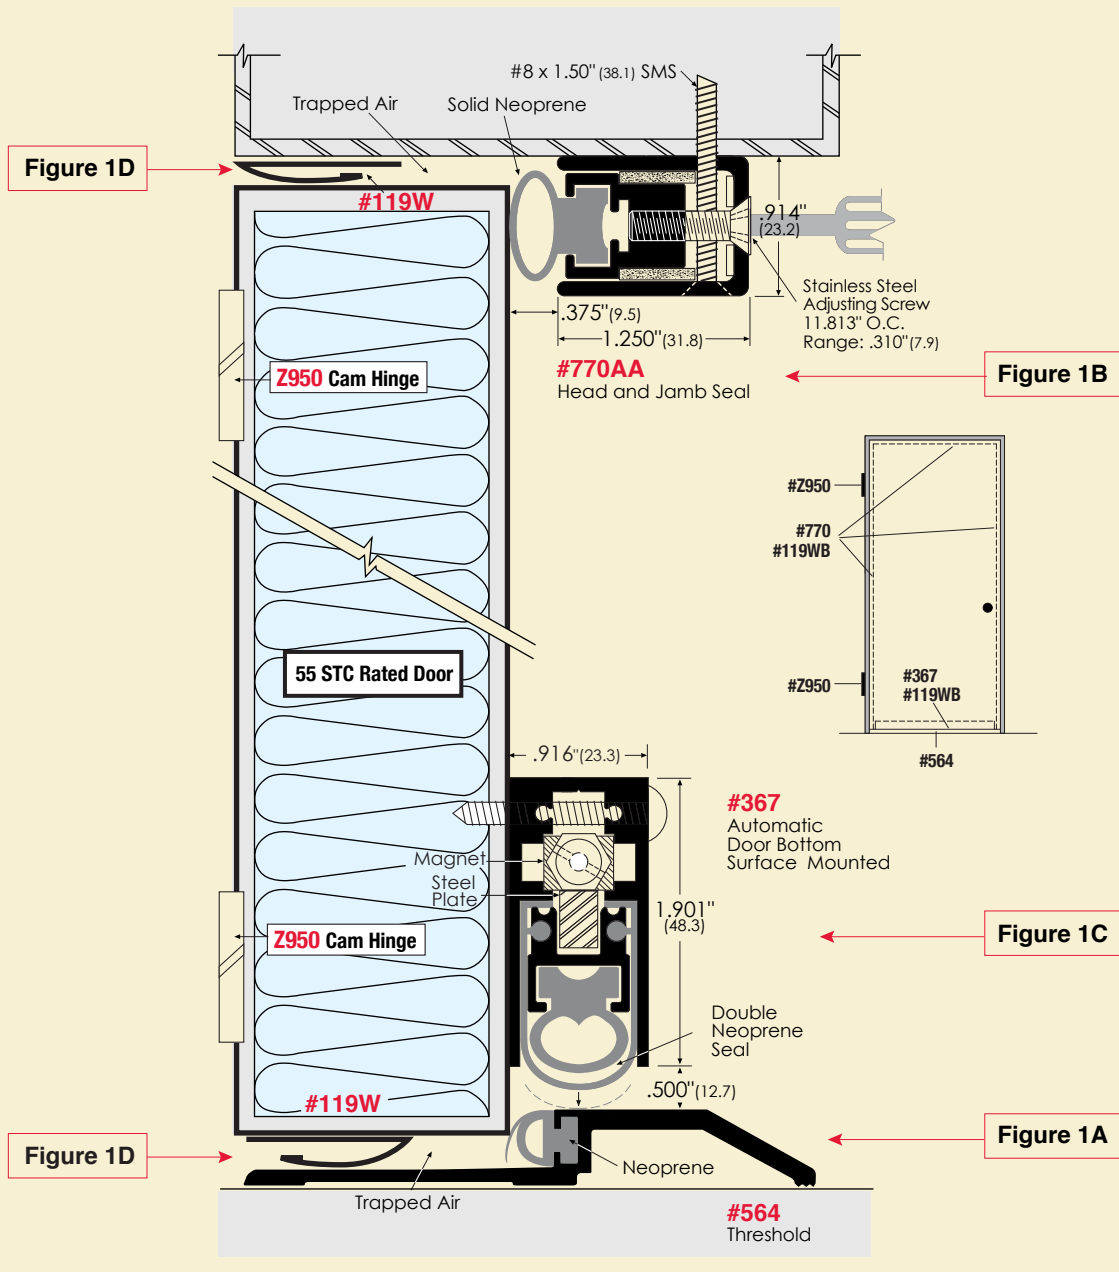 #8 x 1.50" (38.1) SMS
Trapped Air
Solid Neoprene
Figure 1D
#119W
.914"
(23.2)
Stainless Steel
Adjusting Screw
11.813" O.C.
Range: .310" (7.9)
.375" (9.5)
1.250" (31.8)
#770AA
Head and Jamb Seal
Figure 1B
Z950 Cam Hinge
#Z950
#770
#119WB
55 STC Rated Door
#Z950
#367
#119WB
#564
.916" (23.3)
#367
Automatic
Door Bottom
Surface Mounted
Magnet
Steel
Plate
1.901"
(48.3)
Z950 Cam Hinge
Figure 1C
Double
Neoprene
Seal
.500" (12.7)
#119W
Figure 1A
Figure 1D
Neoprene
Trapped Air
#564
Threshold